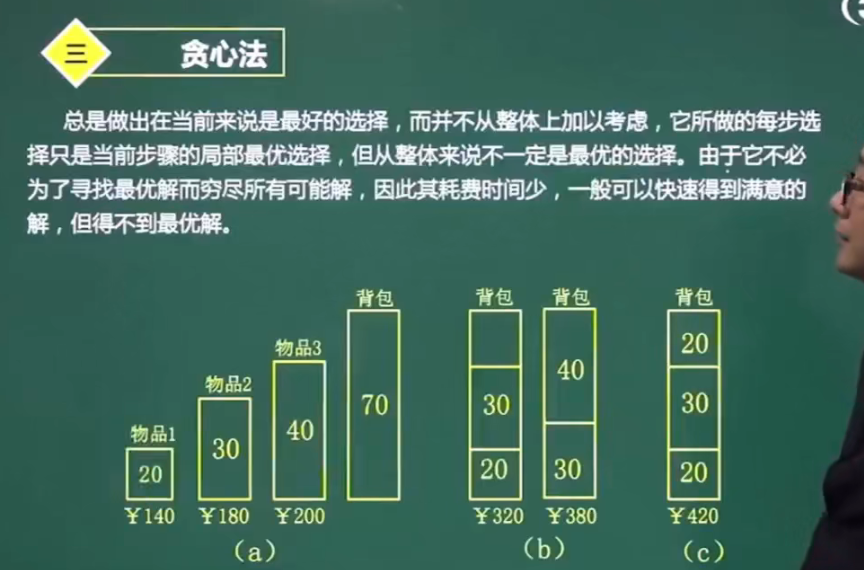 三
贪心法
总是做出在当前来说是最好的选择，而并不从整体上加以考虑，它所做的每步选
择只是当前步骤的局部最优选择，但从整体来说不一定是最优的选择。由于它不必
为了寻找最优解而穷尽所有可能解，因此其耗费时间少，一般可以快速得到满意的
解，但得不到最优解。
物品1
20
￥140
物品2
30
￥180
物品3
40
￥200
背包
70
(a)
背包
30
20
￥320
背包
40
30
￥380
(b)
背包
20
30
20
￥420
(c)